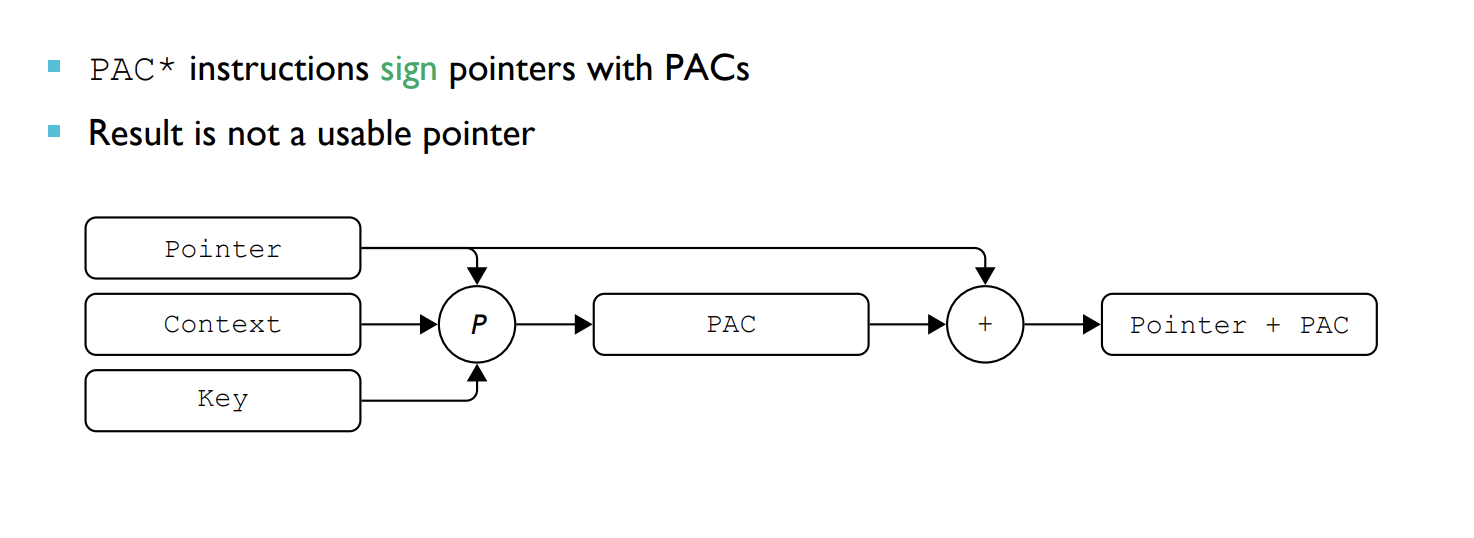 PAC* instructions sign pointers with PACs
Result is not a usable pointer
Pointer
Context
Key
P
PAC
+
Pointer + PAC